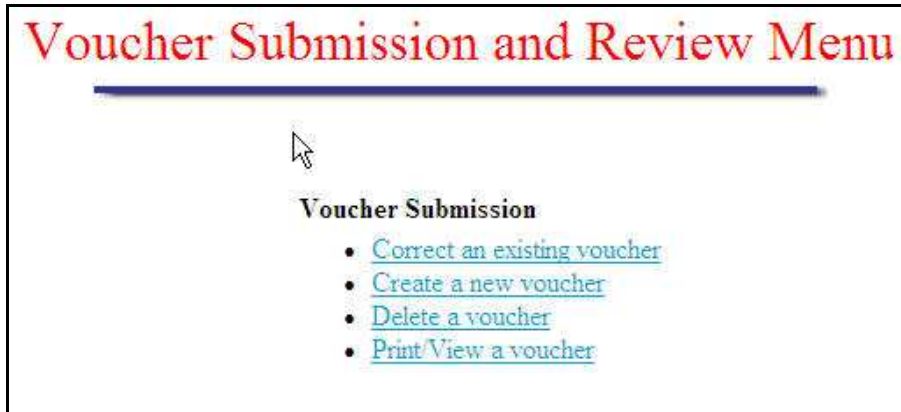 Voucher Submission and Review Menu
Voucher Submission
Correct an existing voucher
Create a new voucher
Delete a voucher
Print/View a voucher